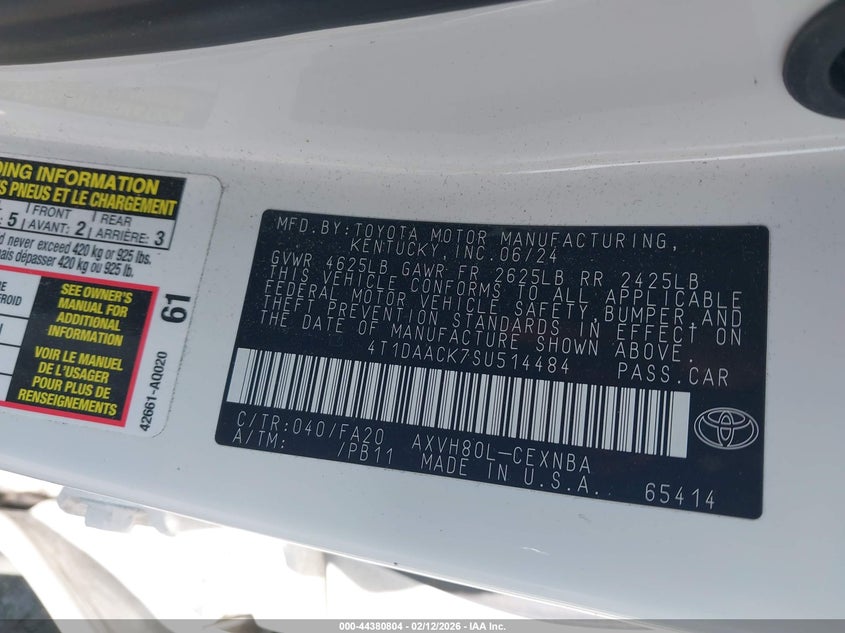 DING INFORMATION
S PNEUS ET LE CHARGEMENT
5 FRONT REAR
AVANT: 2 ARRIÈRE: 3
d never exceed 420 kg or 925 lbs.
mais dépasser 420 kg ou 925 lb.
SEE OWNER'S
MANUAL FOR
ADDITIONAL
INFORMATION
VOIR LE MANUEL
DE L'USAGER
POUR PLUS DE
RENSEIGNEMENTS
61
42661-A0020
MFD. BY: TOYOTA MOTOR MANUFACTURING,
KENTUCKY, INC. 06/24
GVWR 4625LB GAWR FR 2625LB RR 2425LB
THIS VEHICLE CONFORMS TO ALL APPLICABLE
FEDERAL MOTOR VEHICLE SAFETY, BUMPER, AND
THEFT PREVENTION STANDARDS IN EFFECT ON
THE DATE OF MANUFACTURE SHOWN ABOVE.
4T1DAACK7SU514484 PASS.CAR
C/TR:040/FA20 AXVH80L-CEXNBA
A/TM: /PB11 MADE IN U.S.A.
65414
000-44380804 - 02/12/2026 - IAA Inc.